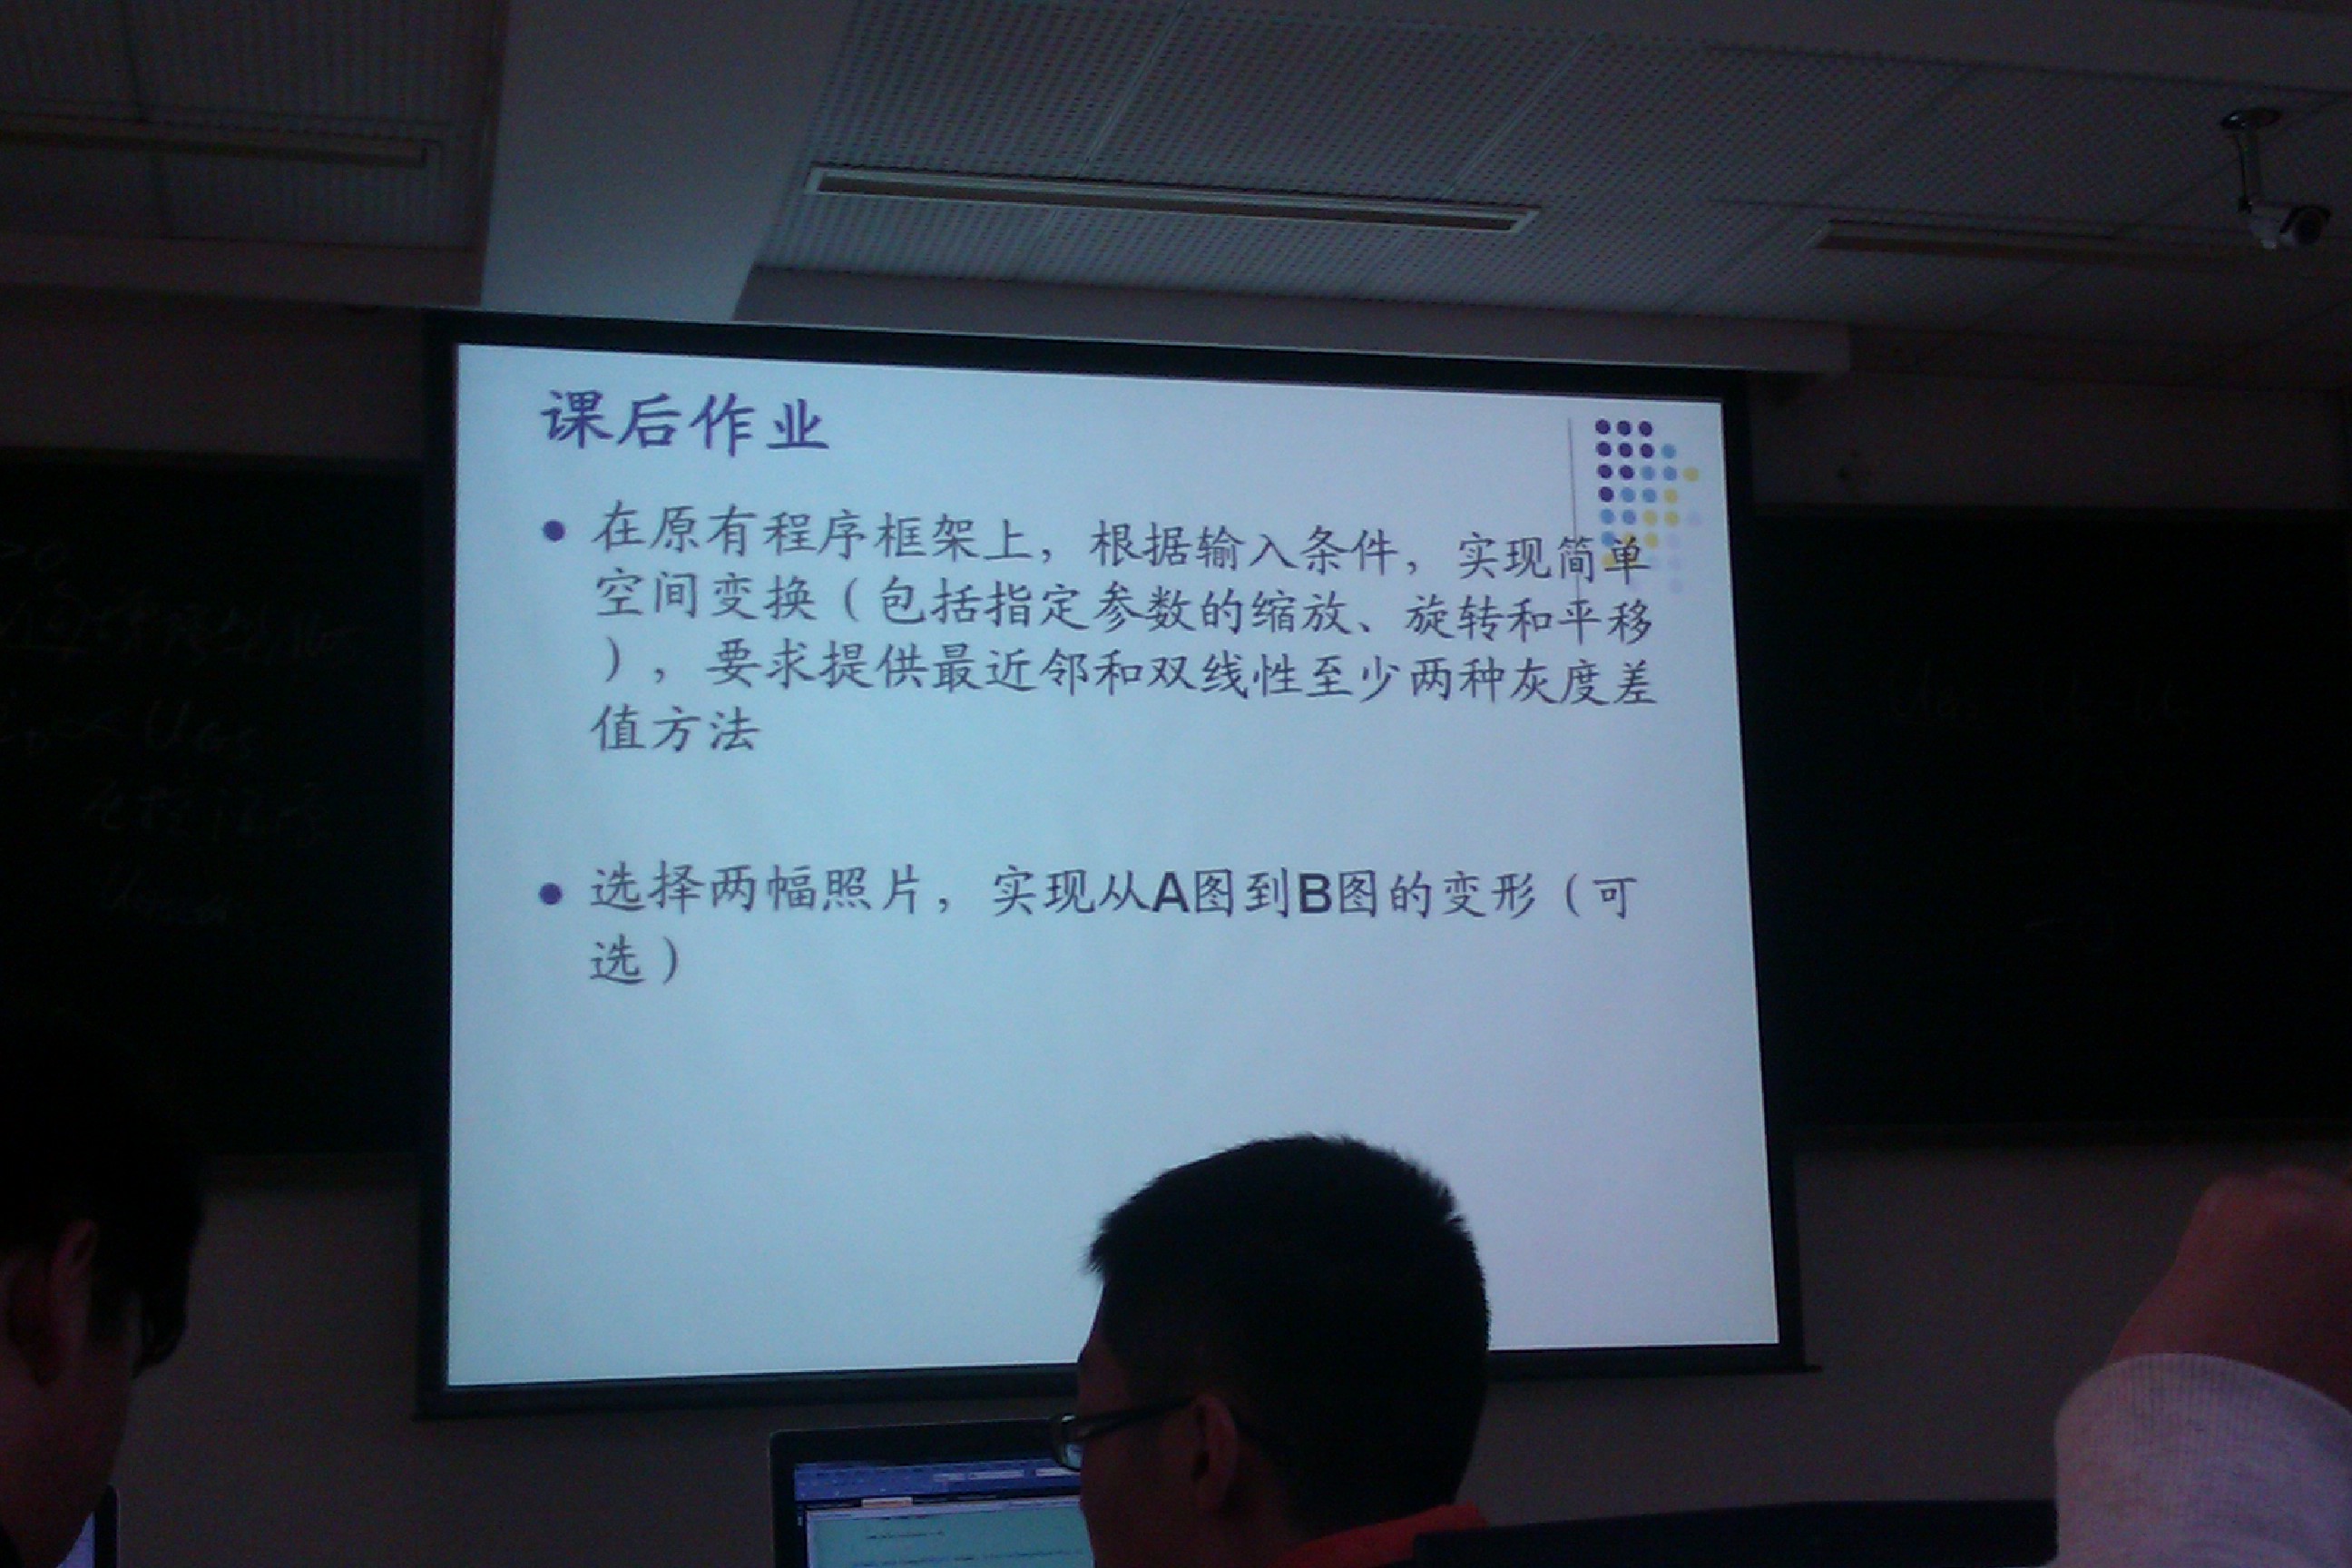 课后作业
在原有程序框架上，根据输入条件，实现简单
空间变换（包括指定参数的缩放、旋转和平移
），要求提供最近邻和双线性至少两种灰度差
值方法
选择两幅照片，实现从A图到B图的变形（可
选）